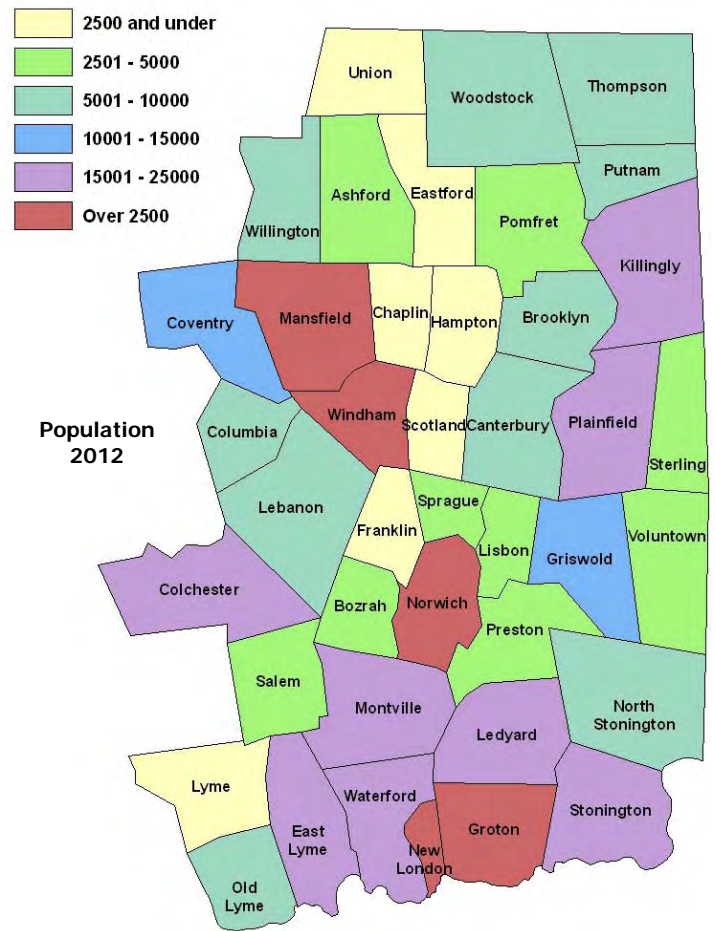 2500 and under
2501 - 5000
5001 - 10000
10001 - 15000
15001 - 25000
Over 2500
Population
2012
Union
Woodstock
Thompson
Putnam
Ashford
Eastford
Pomfret
Willington
Killingly
Coventry
Mansfield
Chaplin
Hampton
Brooklyn
Windham
Scotland
Canterbury
Plainfield
Columbia
Sterling
Lebanon
Sprague
Franklin
Lisbon
Griswold
Voluntown
Colchester
Bozrah
Norwich
Preston
Salem
Montville
Ledyard
North
Stonington
Lyme
Waterford
East
Lyme
New
London
Groton
Stonington
Old
Lyme